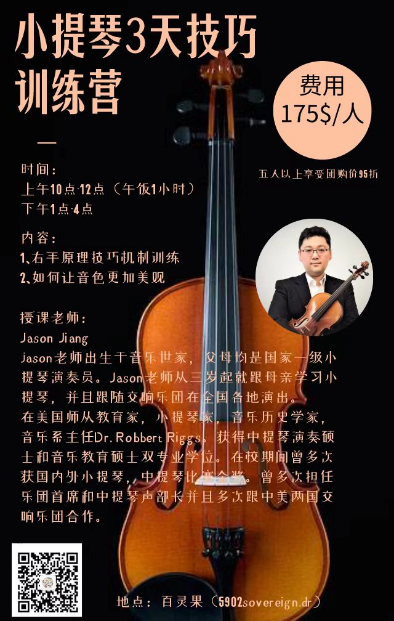 小提琴3天技巧
训练营
费用
175$/人
五人以上享受团购价95折
时间：
上午10点-12点（午饭1小时）
下午1点-4点
内容：
1、右手原理技巧机制训练
2、如何让音色更加美观
授课老师：
Jason Jiang
Jason老师出生于音乐世家，父母均是国家一级小
提琴演奏员。Jason老师从三岁起就跟母亲学习小
提琴，并且跟随交响乐团在全国各地演出。
在美国师从教育家，小提琴家，音乐历史学家，
音乐系主任Dr.Robbert Riggs。获得中提琴演奏硕
士和音乐教育硕士双专业学位。在校期间曾多次
获国内外小提琴，中提琴比赛金奖。曾多次担任
乐团首席和中提琴声部长并且多次跟中美两国交
响乐团合作。
地点：百灵果（5902sovereign.dr）